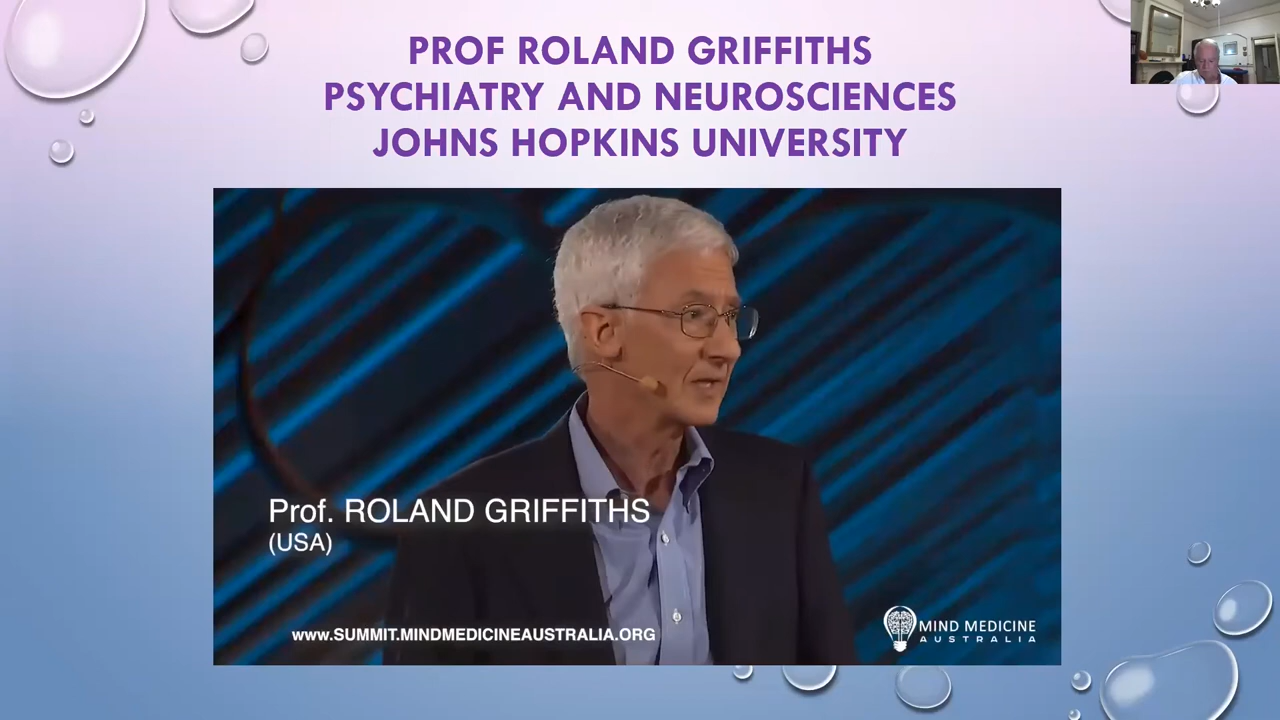 PROF ROLAND GRIFFITHS
PSYCHIATRY AND NEUROSCIENCES
JOHNS HOPKINS UNIVERSITY
Prof. ROLAND GRIFFITHS
(USA)
www.SUMMIT.MINDMEDICINEAUSTRALIA.ORG
MIND MEDICINE
AUSTRALIA